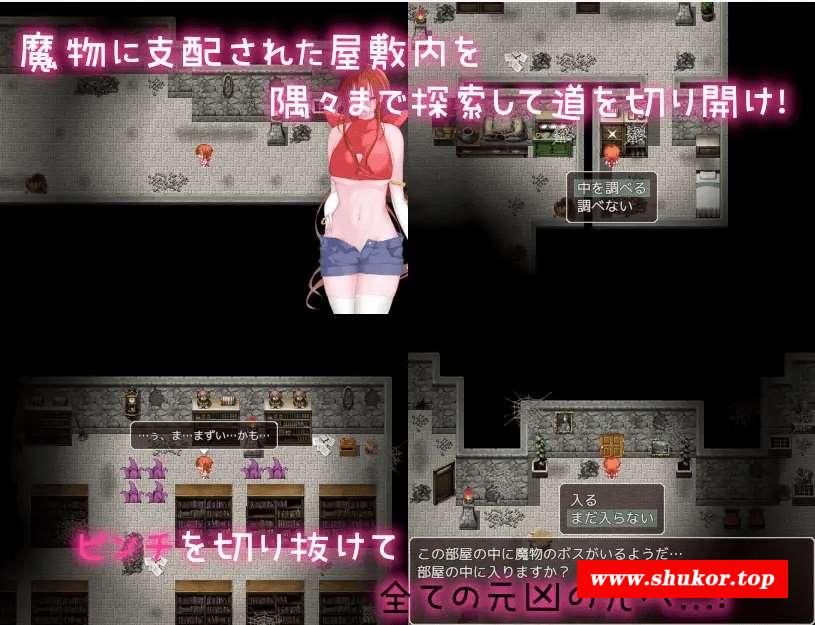 魔物に支配された屋敷内を
隅々まで探索して道を切り開け!
中を調べる
調べない
…ぅ、ま…まずい…かも…
入る
まだ入らない
ピンチを切り抜けて
この部屋の中に魔物のボスがいるようだ…
部屋の中に入りますか？
www.shukor.top
全ての元凶の元へ…!